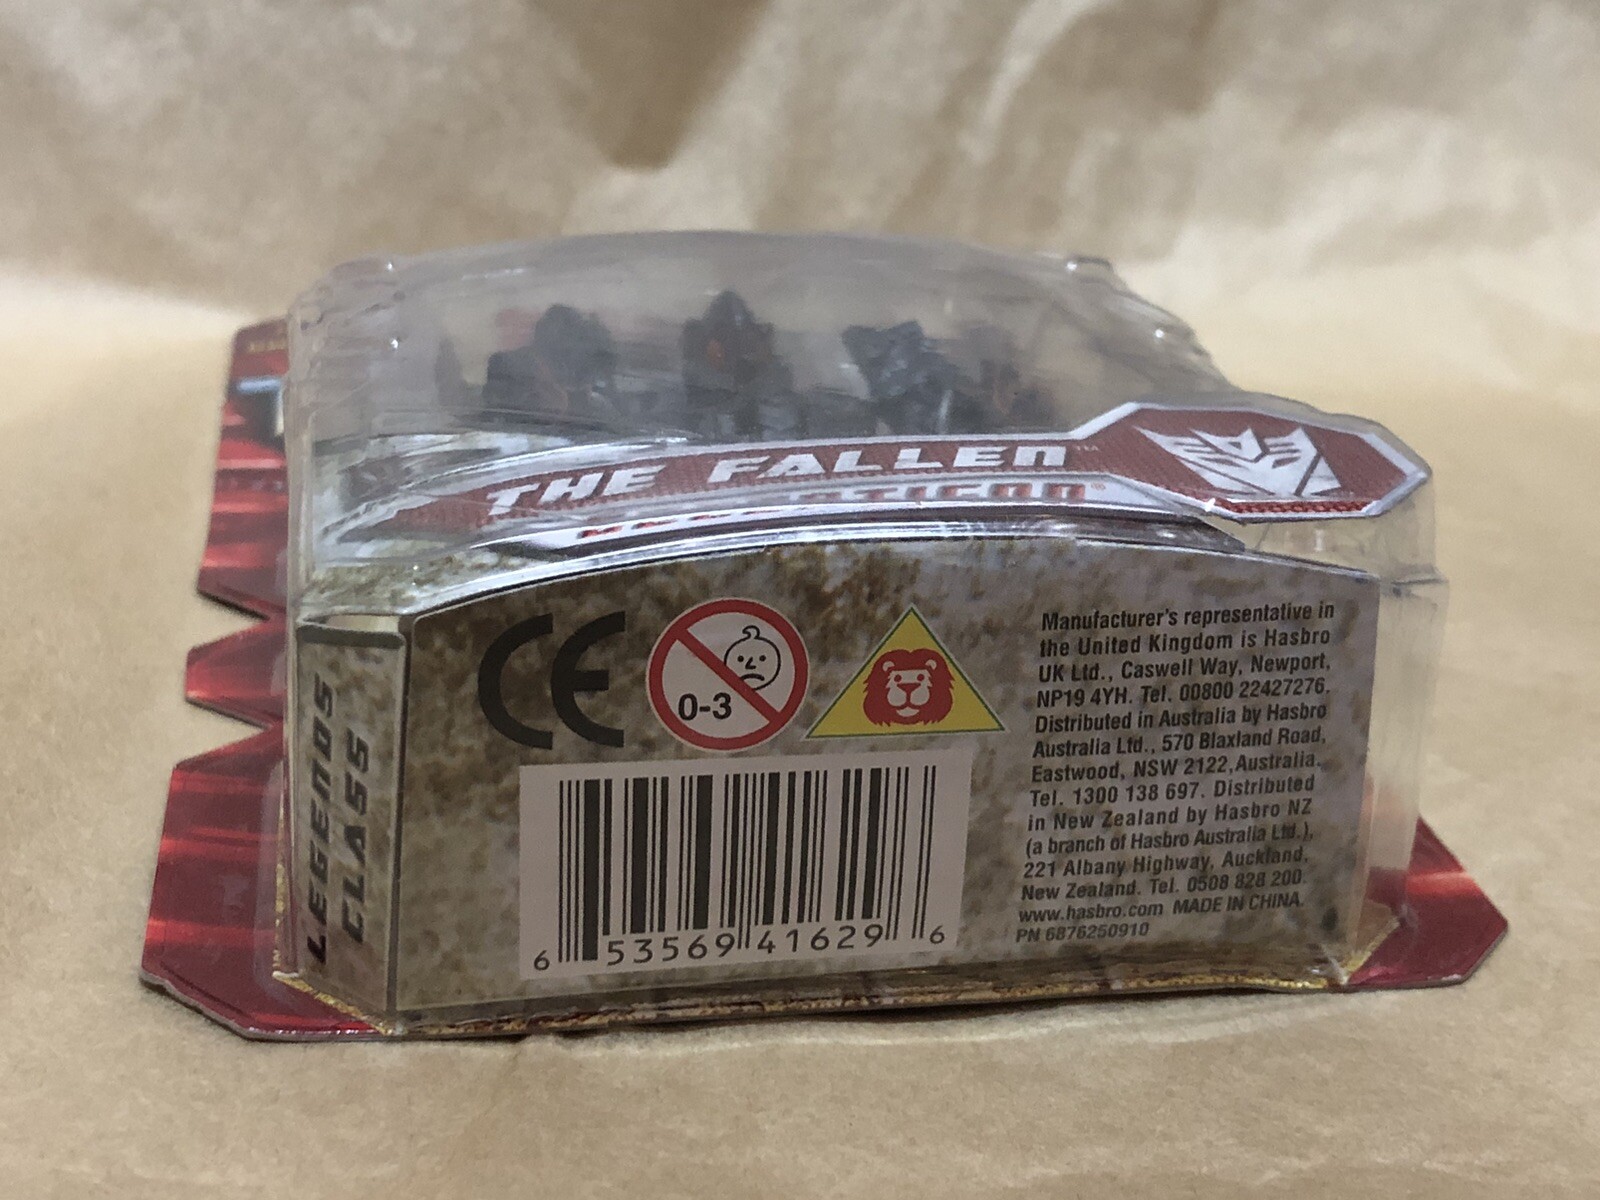 THE FALLEN™
LEGENDS
CLASS
CE
0-3
6 53569 41629 6
Manufacturer's representative in
the United Kingdom is Hasbro
UK Ltd., Caswell Way, Newport,
NP19 4YH. Tel. 00800 22427276.
Distributed in Australia by Hasbro
Australia Ltd., 570 Blaxland Road,
Eastwood, NSW 2122, Australia.
Tel. 1300 138 697. Distributed
in New Zealand by Hasbro NZ
(a branch of Hasbro Australia Ltd.),
221 Albany Highway, Auckland,
New Zealand. Tel. 0508 828 200.
www.hasbro.com MADE IN CHINA.
PN 6876250910